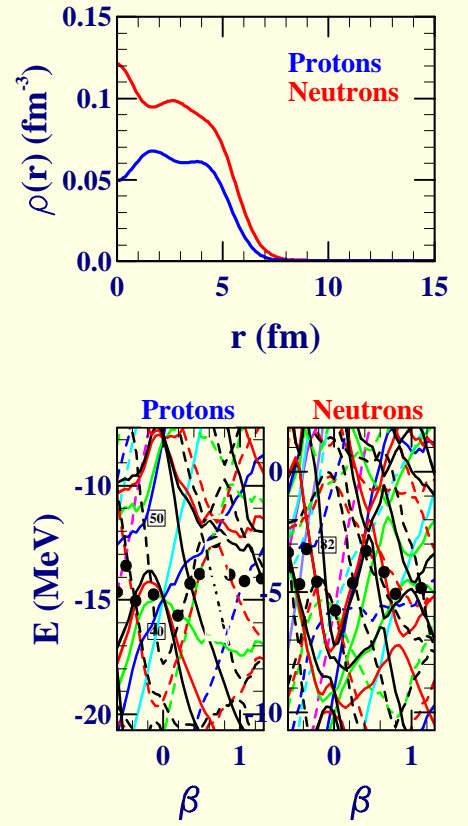 0.15
Protons
Neutrons
0.1
0.05
0.0
ρ(r) (fm⁻³)
0 5 10 15
r (fm)
Protons Neutrons
-10
-15
-20
E (MeV)
50
40
0
-5
-10
82
0 1 0 1
β β